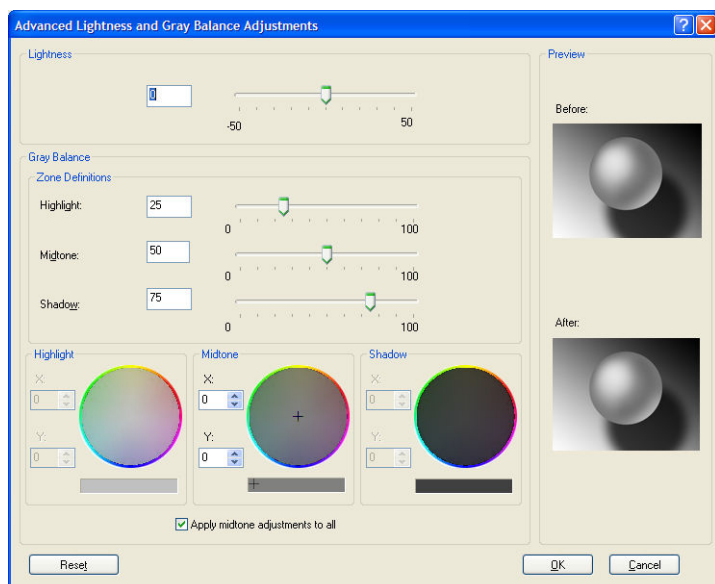 Advanced Lightness and Gray Balance Adjustments
Lightness
0
-50 50
Gray Balance
Zone Definitions
Highlight: 25
0 100
Midtone: 50
0 100
Shadow: 75
0 100
Highlight
X:
0
Y:
0
Midtone
X:
0
Y:
0
Shadow
X:
0
Y:
0
Apply midtone adjustments to all
Preview
Before:
After:
Reset
OK
Cancel